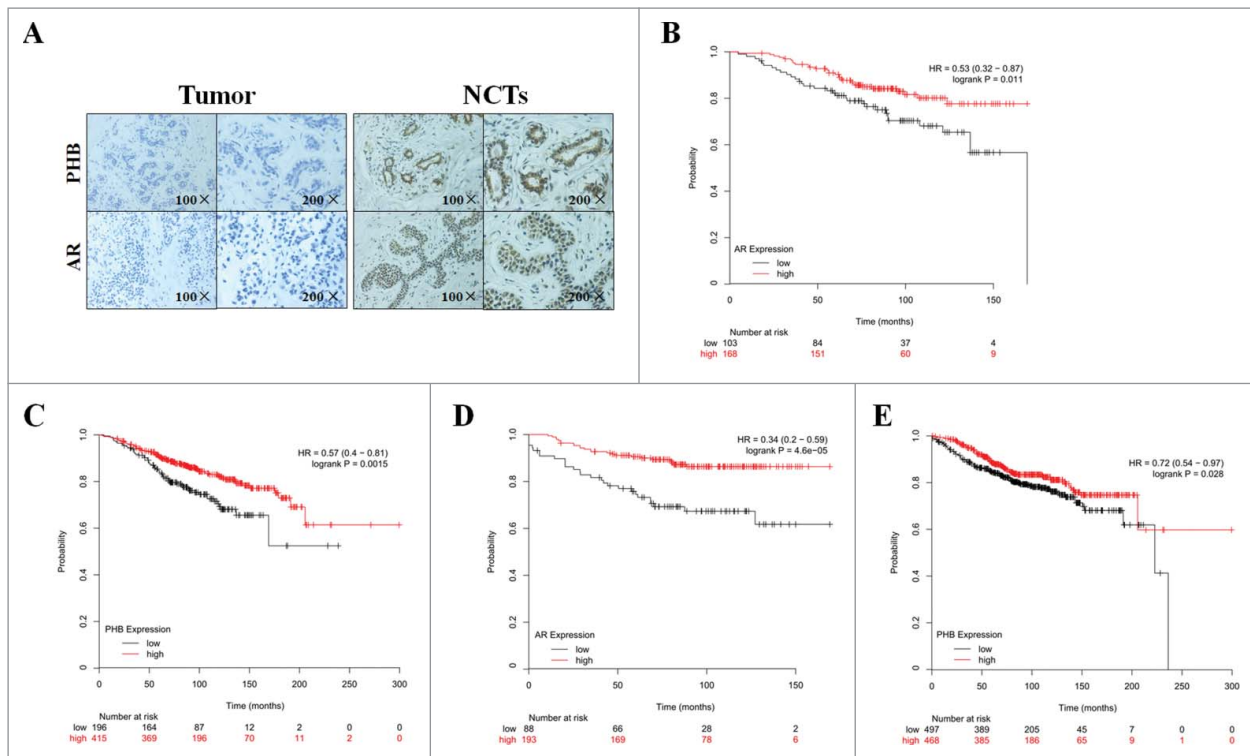 A
Tumor NCTs
PHB
100× 200× 100× 200×
AR
100× 200× 100× 200×
B
HR = 0.53 (0.32 − 0.87)
logrank P = 0.011
Probability
0.0 0.2 0.4 0.6 0.8 1.0
AR Expression
low
high
0 50 100 150
Time (months)
Number at risk
low 103 84 37 4
high 168 151 60 9
C
HR = 0.57 (0.4 − 0.81)
logrank P = 0.0015
Probability
0.0 0.2 0.4 0.6 0.8 1.0
PHB Expression
low
high
0 50 100 150 200 250 300
Time (months)
Number at risk
low 196 164 87 12 2 0 0
high 415 369 196 70 11 2 0
D
HR = 0.34 (0.2 − 0.59)
logrank P = 4.6e−05
Probability
0.0 0.2 0.4 0.6 0.8 1.0
AR Expression
low
high
0 50 100 150
Time (months)
Number at risk
low 88 66 28 2
high 193 169 78 6
E
HR = 0.72 (0.54 − 0.97)
logrank P = 0.028
Probability
0.0 0.2 0.4 0.6 0.8 1.0
PHB Expression
low
high
0 50 100 150 200 250 300
Time (months)
Number at risk
low 497 389 205 45 7 0 0
high 468 385 186 65 9 1 0